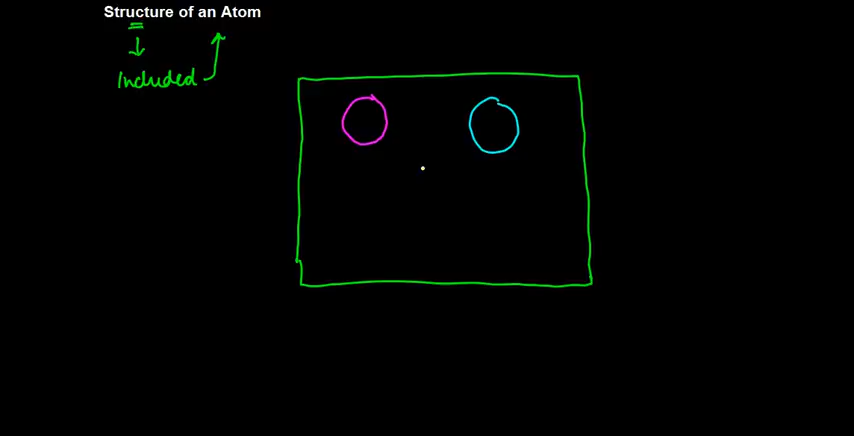 Structure of an Atom
included